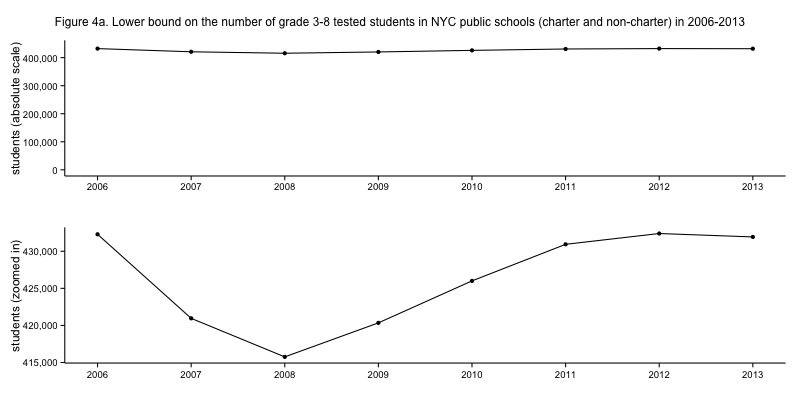 Figure 4a. Lower bound on the number of grade 3-8 tested students in NYC public schools (charter and non-charter) in 2006-2013
students (absolute scale)
400,000
300,000
200,000
100,000
0
2006 2007 2008 2009 2010 2011 2012 2013
students (zoomed in)
430,000
425,000
420,000
415,000
2006 2007 2008 2009 2010 2011 2012 2013